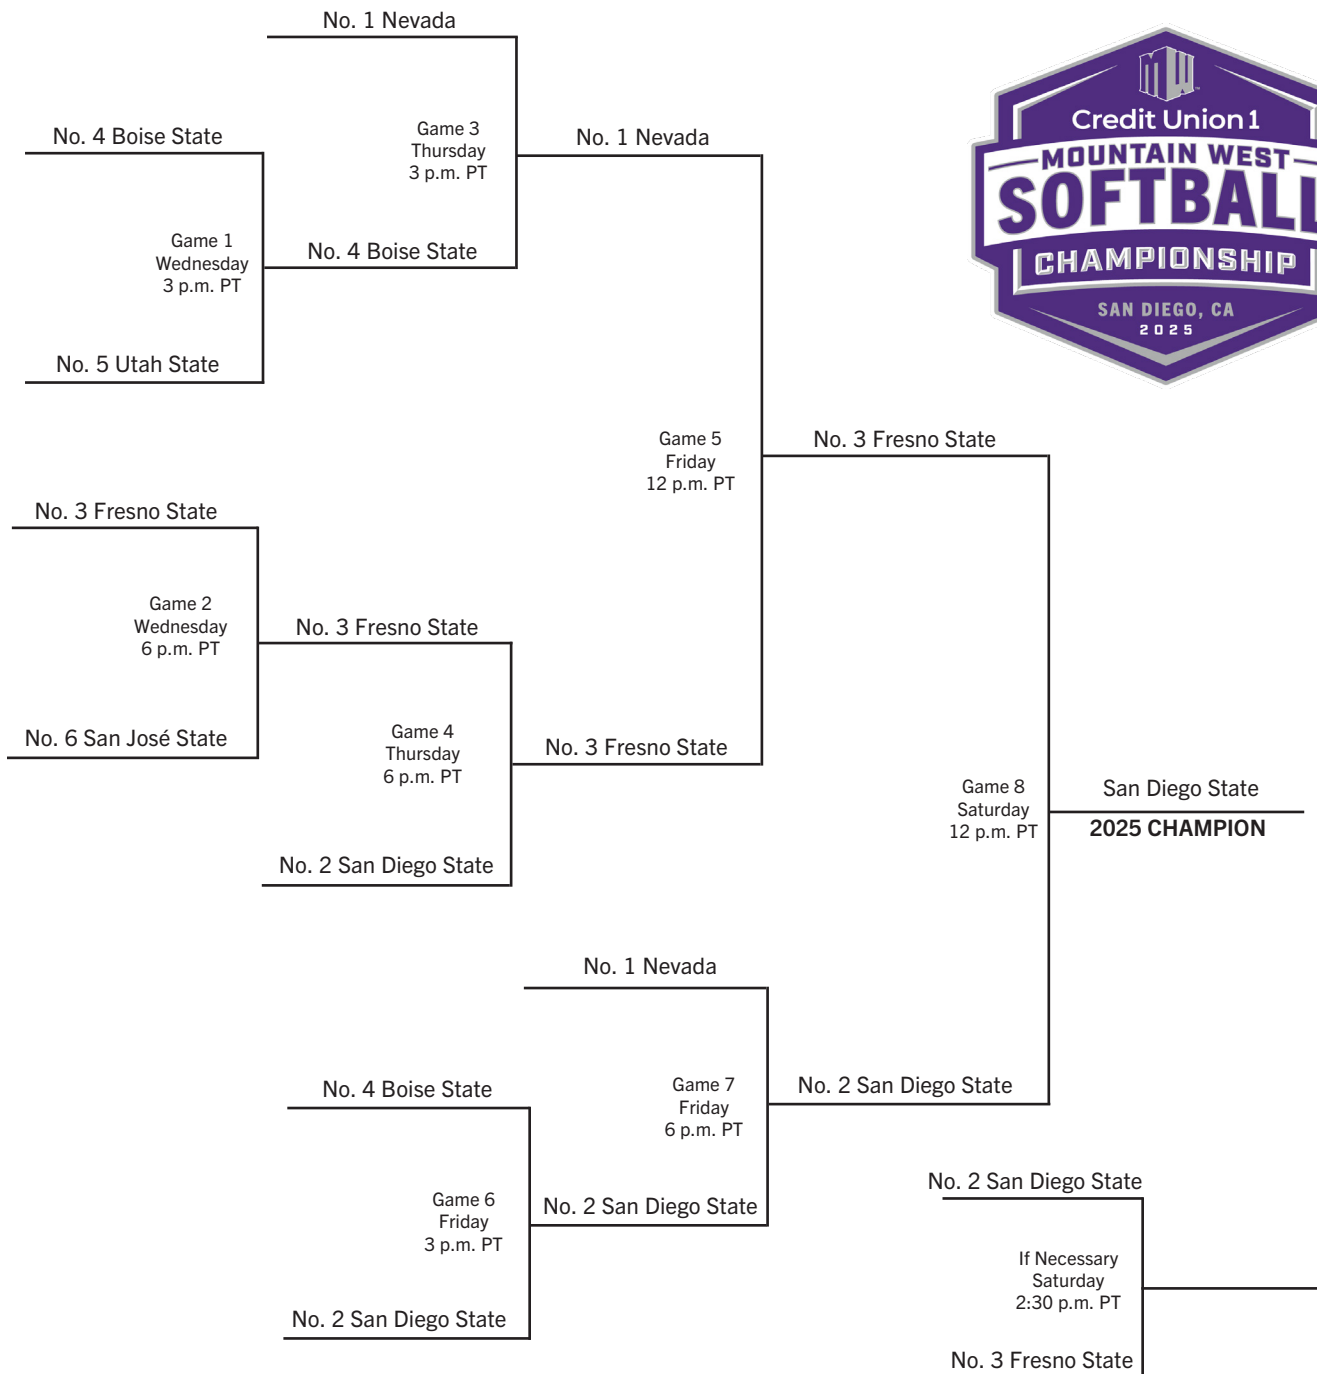 No. 1 Nevada
MW
Credit Union 1
MOUNTAIN WEST
SOFTBALL
CHAMPIONSHIP
SAN DIEGO, CA
2025
No. 4 Boise State
Game 3
Thursday
3 p.m. PT
No. 1 Nevada
Game 1
Wednesday
3 p.m. PT
No. 4 Boise State
No. 5 Utah State
Game 5
Friday
12 p.m. PT
No. 3 Fresno State
No. 3 Fresno State
Game 2
Wednesday
6 p.m. PT
No. 3 Fresno State
No. 6 San José State
Game 4
Thursday
6 p.m. PT
No. 3 Fresno State
Game 8
Saturday
12 p.m. PT
San Diego State
2025 CHAMPION
No. 2 San Diego State
No. 1 Nevada
No. 4 Boise State
Game 7
Friday
6 p.m. PT
No. 2 San Diego State
Game 6
Friday
3 p.m. PT
No. 2 San Diego State
No. 2 San Diego State
No. 2 San Diego State
If Necessary
Saturday
2:30 p.m. PT
No. 3 Fresno State